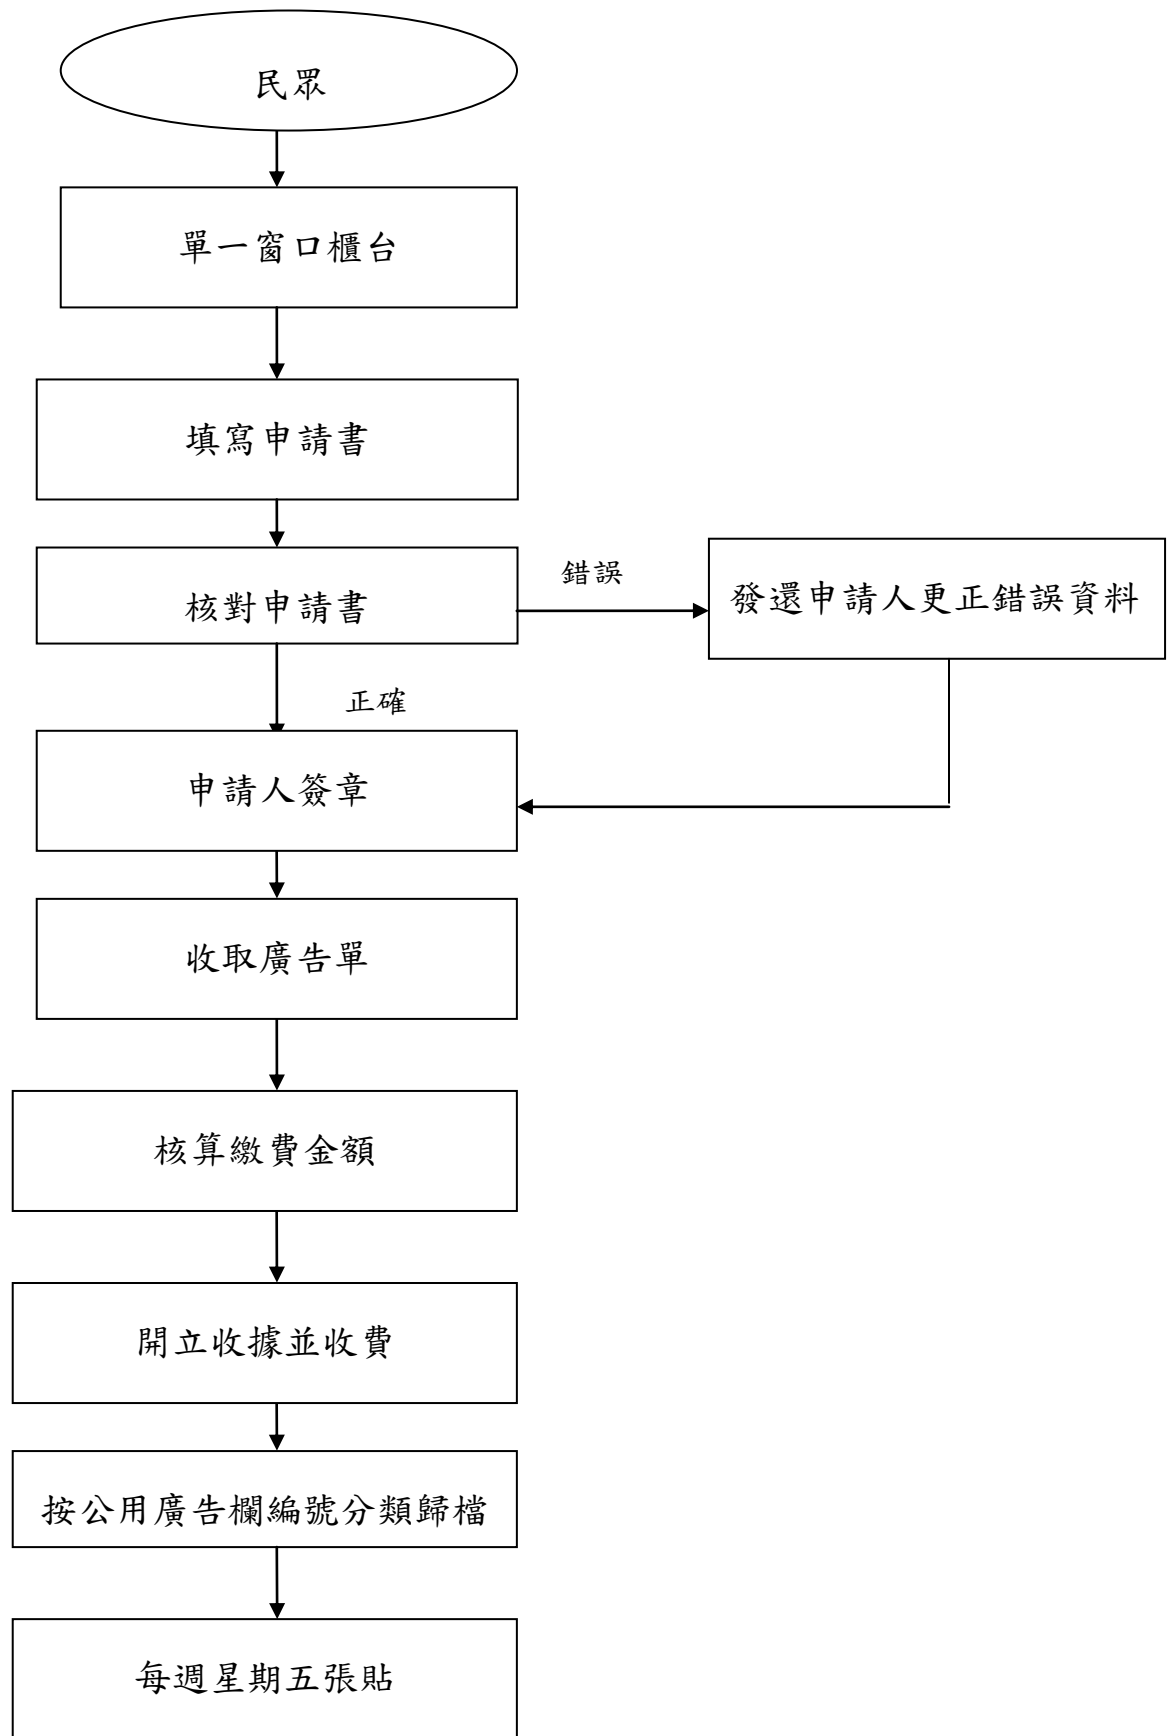 民眾
單一窗口櫃台
填寫申請書
核對申請書
錯誤
發還申請人更正錯誤資料
正確
申請人簽章
收取廣告單
核算繳費金額
開立收據並收費
按公用廣告欄編號分類歸檔
每週星期五張貼